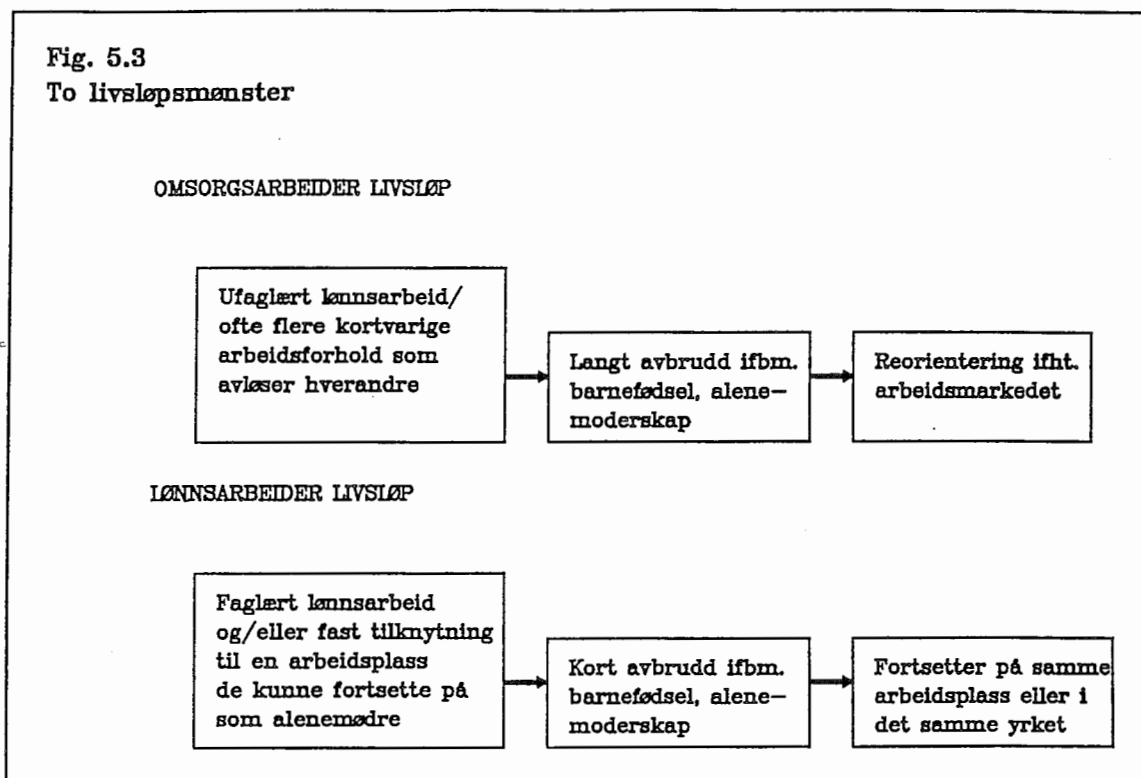 Fig. 5.3
To livsløpsmønster
OMSORGSARBEIDER LIVSLØP
Ufaglært lønnsarbeid/
ofte flere kortvarige
arbeidsforhold som
avløser hverandre
Langt avbrudd ifbm.
barnefødsel, alene-
moderskap
Reorientering ifht.
arbeidsmarkedet
LØNNSARBEIDER LIVSLØP
Faglært lønnsarbeid
og/eller fast tilknytning
til en arbeidsplass
de kunne fortsette på
som alenemødre
Kort avbrudd ifbm.
barnefødsel, alene-
moderskap
Fortsetter på samme
arbeidsplass eller i
det samme yrket